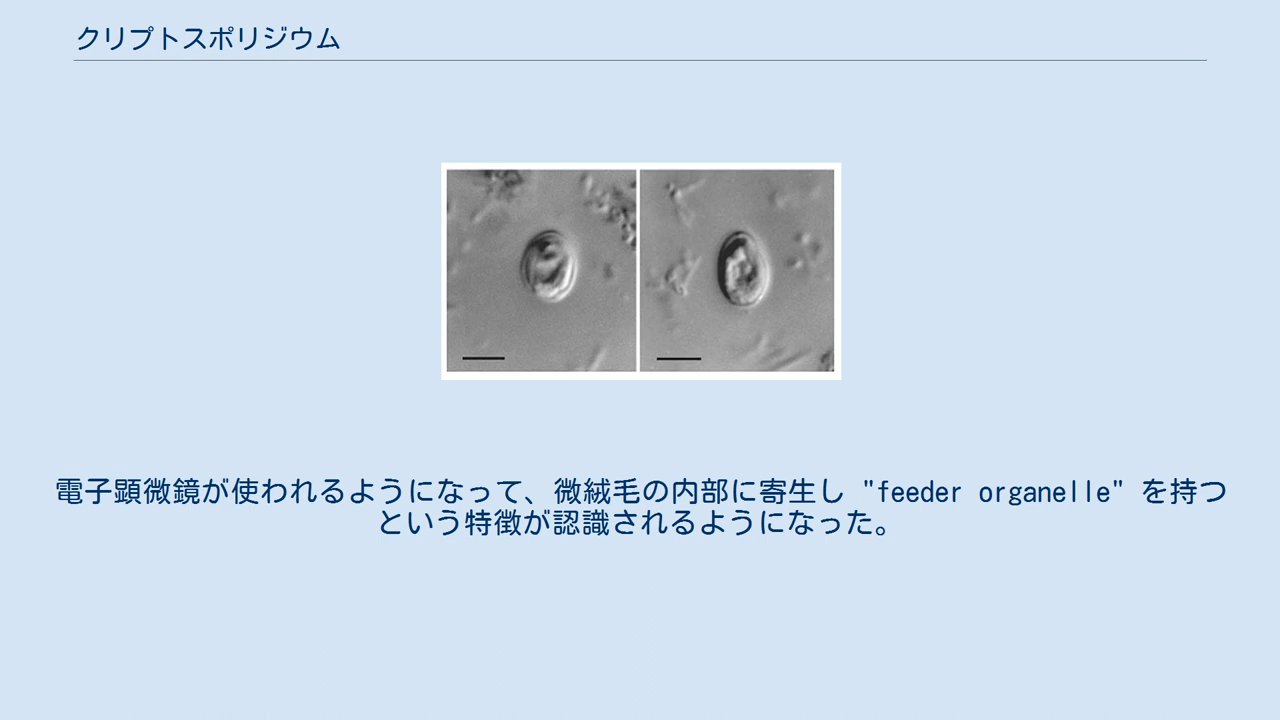 クリプトスポリジウム
電子顕微鏡が使われるようになって、微絨毛の内部に寄生し "feeder organelle" を持つ
という特徴が認識されるようになった。